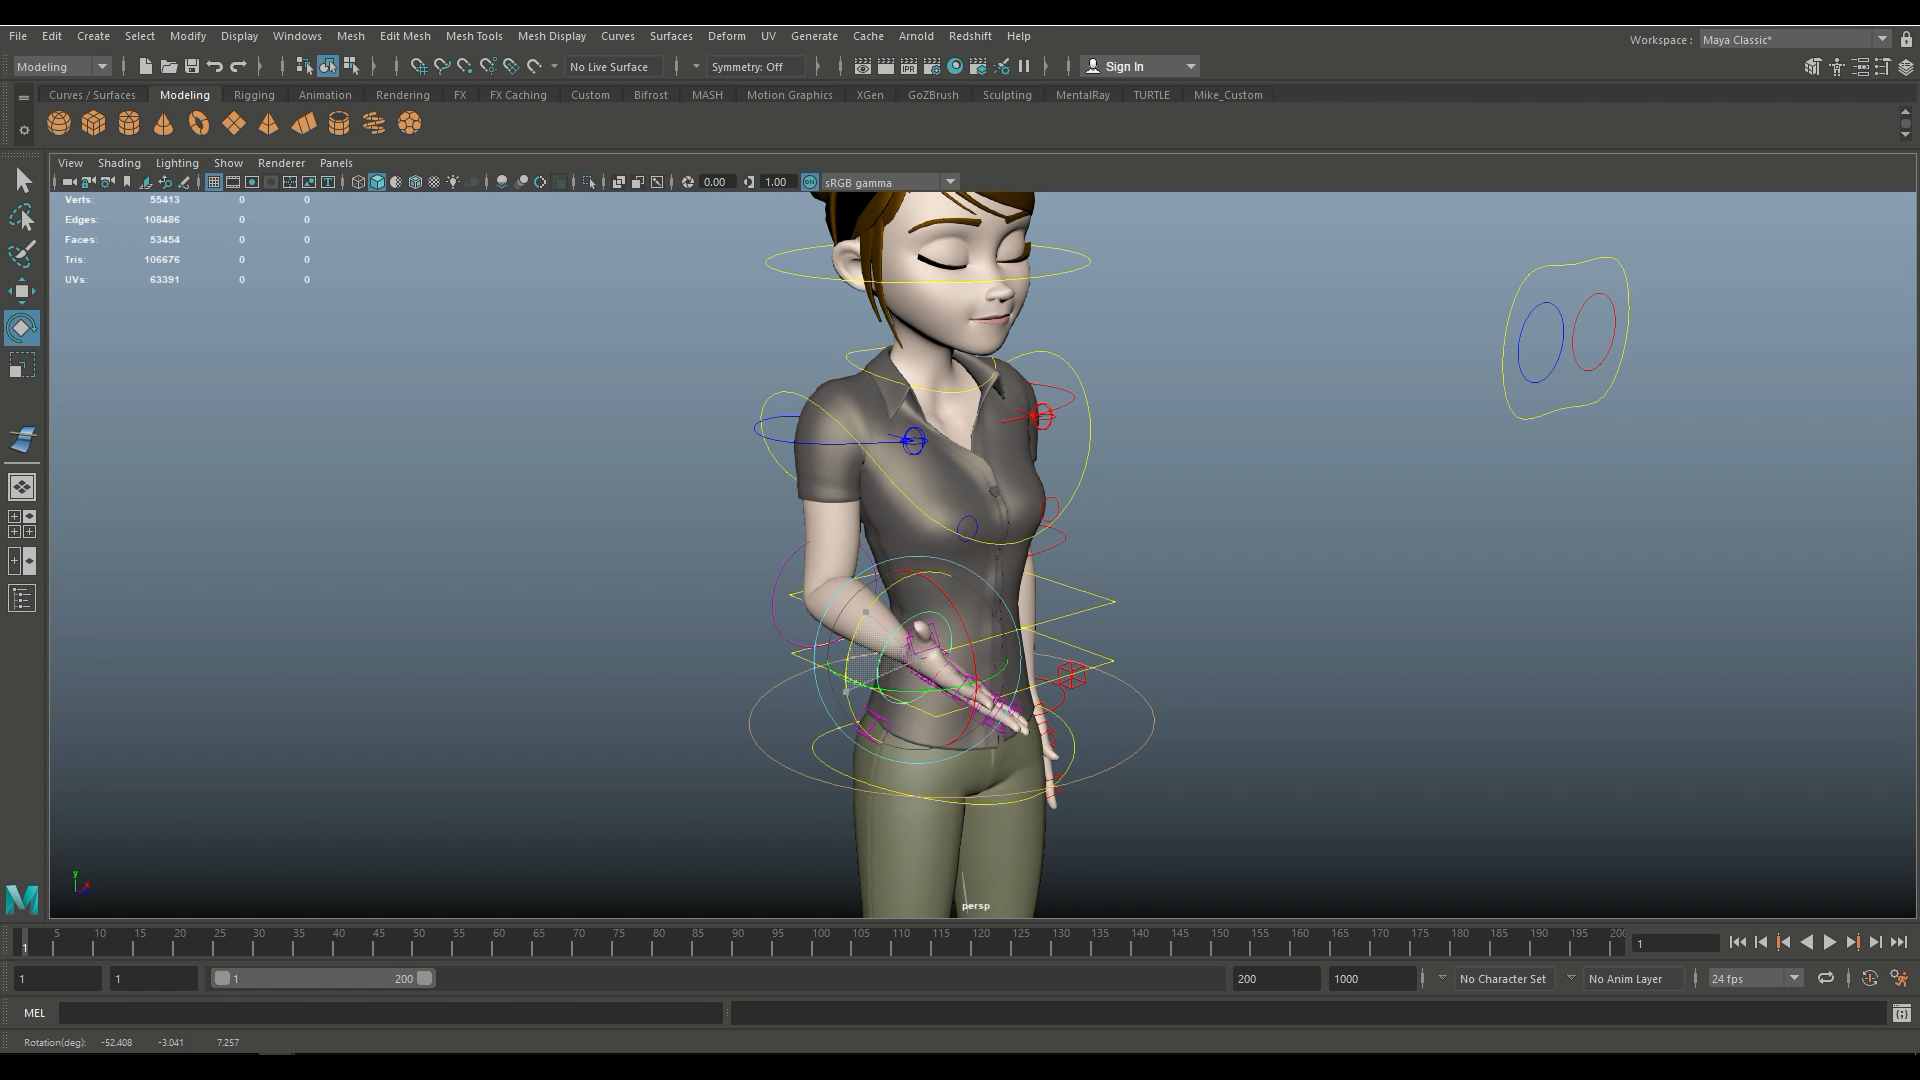 File Edit Create Select Modify Display Windows Mesh Edit Mesh Mesh Tools Mesh Display Curves Surfaces Deform UV Generate Cache Arnold Redshift Help Workspace : Maya Classic*
Modeling No Live Surface Symmetry: Off IPR Sign In
Curves / Surfaces Modeling Rigging Animation Rendering FX FX Caching Custom Bifrost MASH Motion Graphics XGen GoZBrush Sculpting MentalRay TURTLE Mike_Custom
View Shading Lighting Show Renderer Panels
0.00 1.00 ON sRGB gamma
Verts: 55413 0 0
Edges: 108486 0 0
Faces: 53454 0 0
Tris: 106676 0 0
UVs: 63391 0 0
y x
persp
M
1 5 10 15 20 25 30 35 40 45 50 55 60 65 70 75 80 85 90 95 100 105 110 115 120 125 130 135 140 145 150 155 160 165 170 175 180 185 190 195 200 1
1 1 1 200 200 1000 No Character Set No Anim Layer 24 fps
MEL
Rotation(deg): -52.408 -3.041 7.257